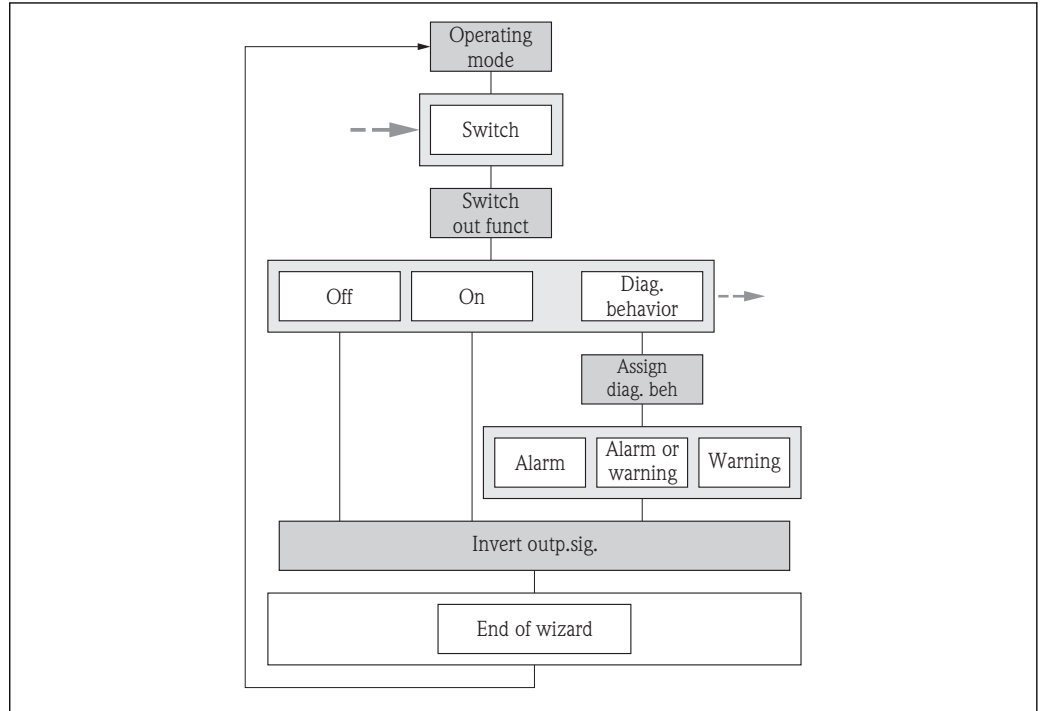 Operating
mode
Switch
Switch
out funct
Off
On
Diag.
behavior
Assign
diag. beh
Alarm
Alarm or
warning
Warning
Invert outp.sig.
End of wizard